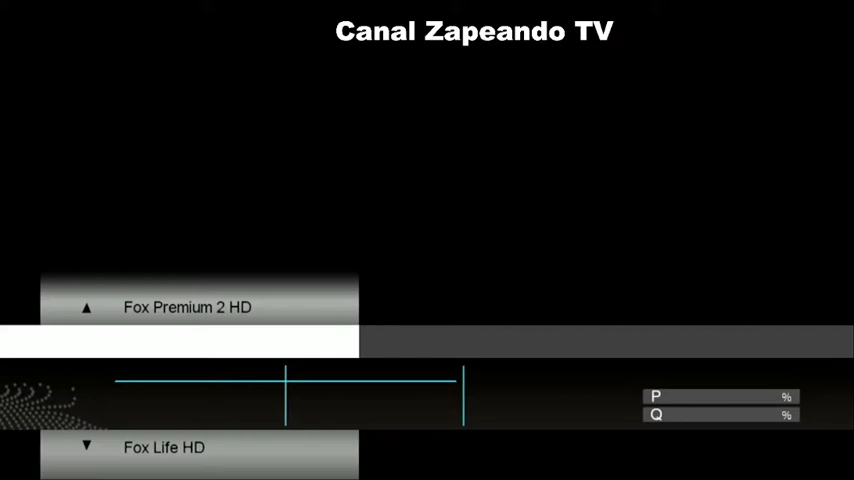 Canal Zapeando TV
▲ Fox Premium 2 HD
P %
Q %
▼ Fox Life HD